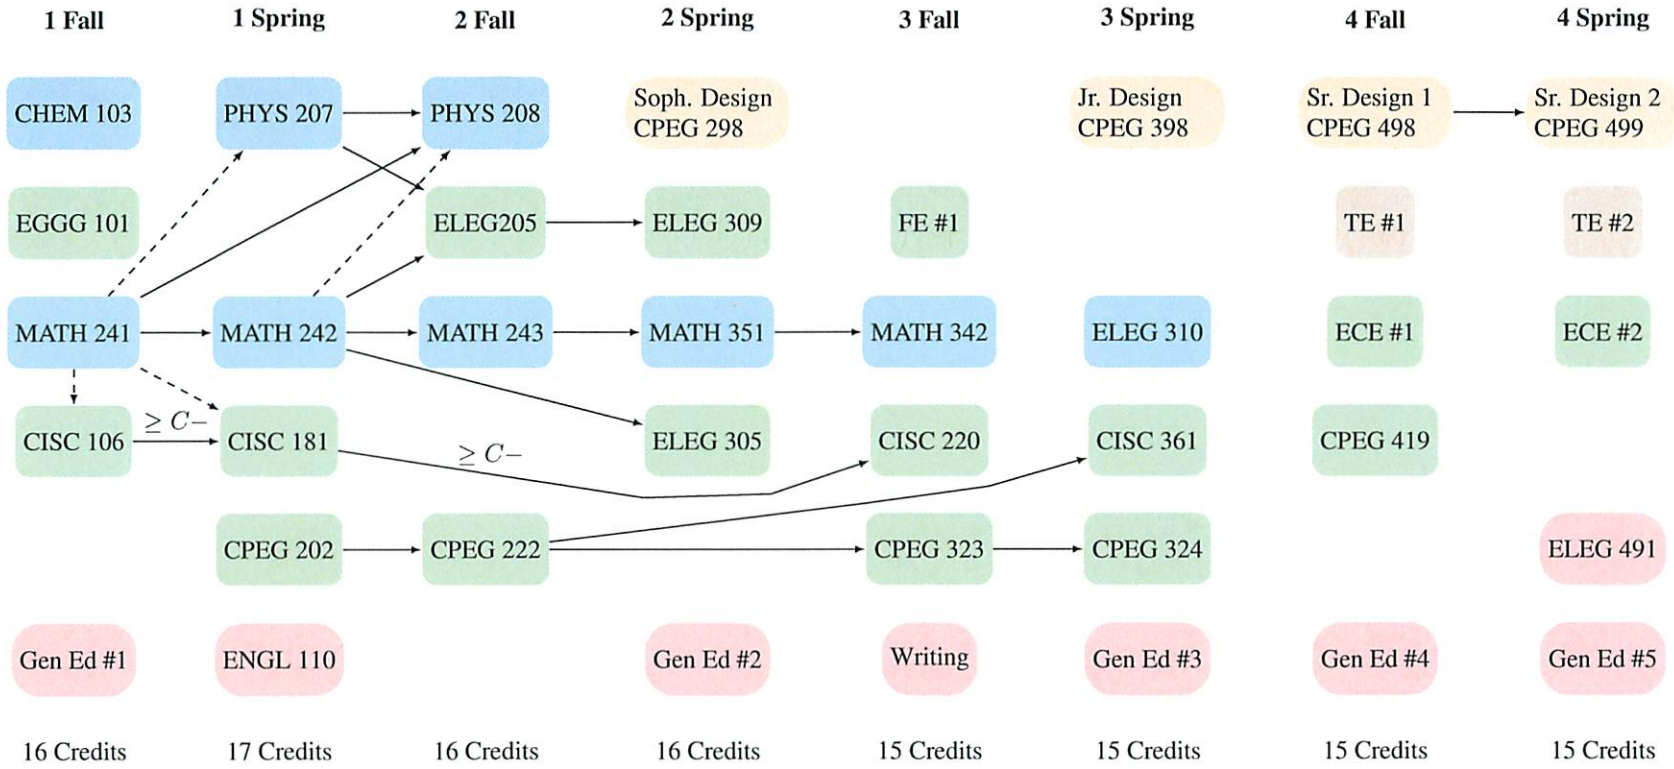 1 Fall 1 Spring 2 Fall 2 Spring 3 Fall 3 Spring 4 Fall 4 Spring
CHEM 103 PHYS 207 PHYS 208 Soph. Design Jr. Design Sr. Design 1 Sr. Design 2
CPEG 298 CPEG 398 CPEG 498 CPEG 499
EGGG 101 ELEG205 ELEG 309 FE #1 TE #1 TE #2
MATH 241 MATH 242 MATH 243 MATH 351 MATH 342 ELEG 310 ECE #1 ECE #2
≥ C−
CISC 106 CISC 181 ELEG 305 CISC 220 CISC 361 CPEG 419
≥ C−
CPEG 202 CPEG 222 CPEG 323 CPEG 324 ELEG 491
Gen Ed #1 ENGL 110 Gen Ed #2 Writing Gen Ed #3 Gen Ed #4 Gen Ed #5
16 Credits 17 Credits 16 Credits 16 Credits 15 Credits 15 Credits 15 Credits 15 Credits